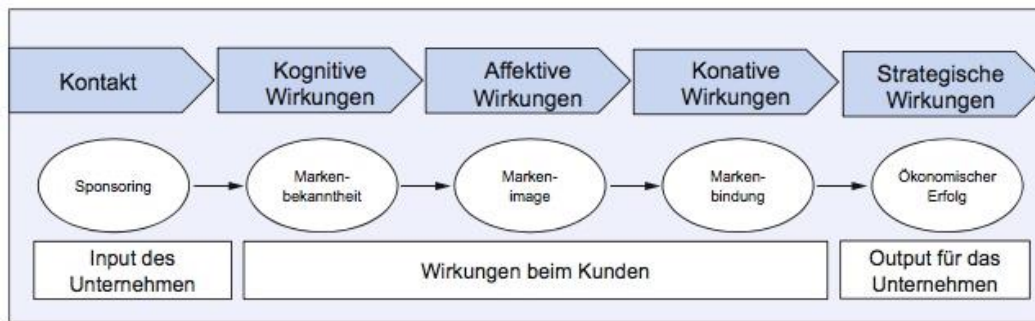 Kontakt
Kognitive
Wirkungen
Affektive
Wirkungen
Konative
Wirkungen
Strategische
Wirkungen
Sponsoring
Marken-
bekanntheit
Marken-
image
Marken-
bindung
Ökonomischer
Erfolg
Input des
Unternehmen
Wirkungen beim Kunden
Output für das
Unternehmen